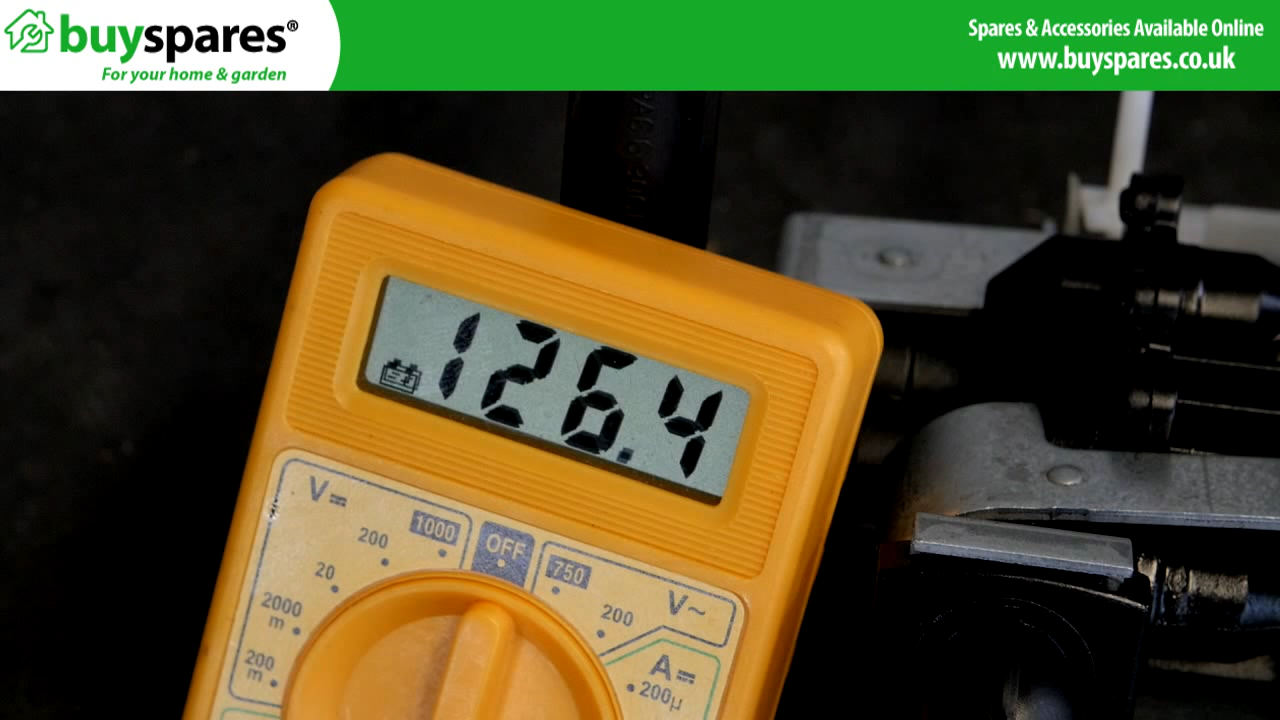 buyspares®
For your home & garden
Spares & Accessories Available Online
www.buyspares.co.uk
126.4
V=
200
1000
OFF
750
V~
20
200
2000
m
A=
200
m
200µ